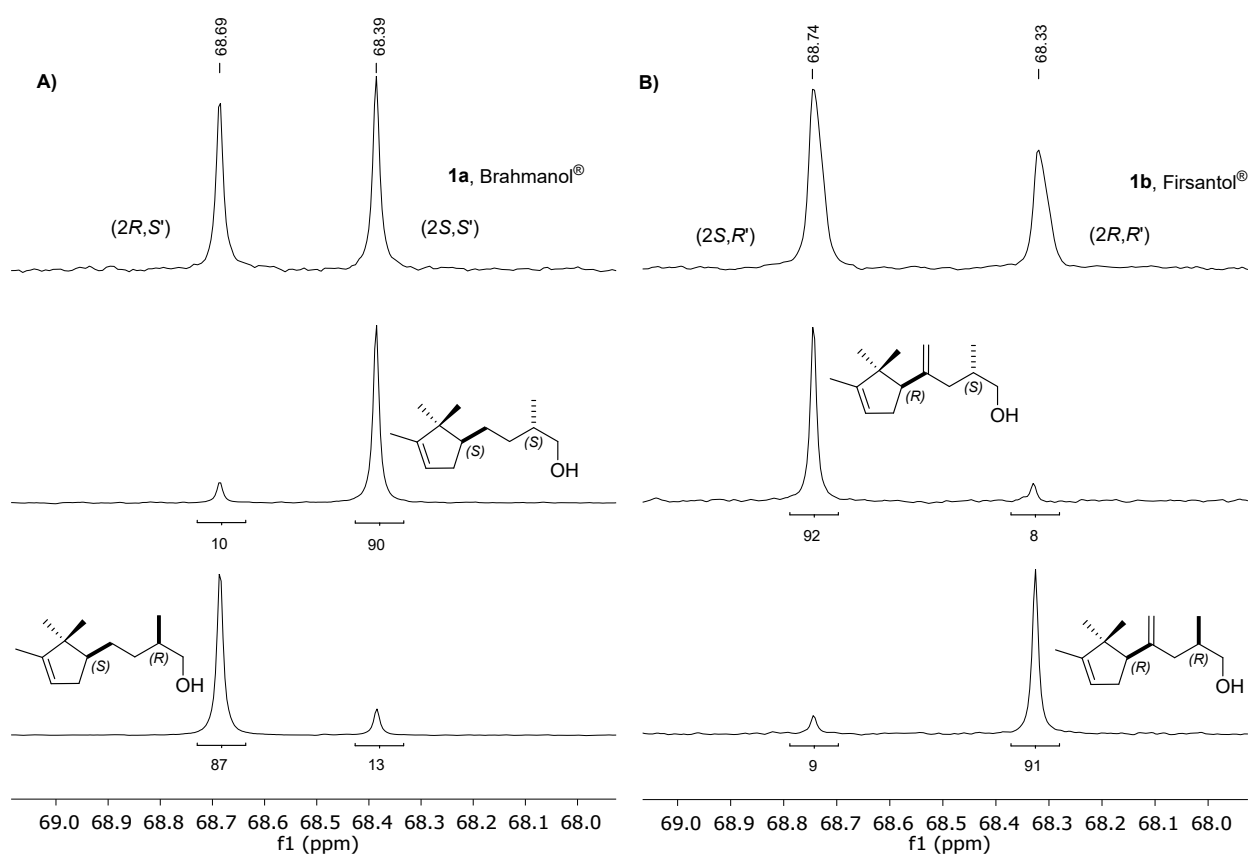 A)
68.69
68.39
1a, Brahmanol®
(2R,S')
(2S,S')
(S)
(S)
OH
10
90
(S)
(R)
OH
87
13
69.0 68.9 68.8 68.7 68.6 68.5 68.4 68.3 68.2 68.1 68.0
f1 (ppm)
B)
68.74
68.33
1b, Firsantol®
(2S,R')
(2R,R')
(R)
(S)
OH
92
8
(R)
(R)
OH
9
91
69.0 68.9 68.8 68.7 68.6 68.5 68.4 68.3 68.2 68.1 68.0
f1 (ppm)